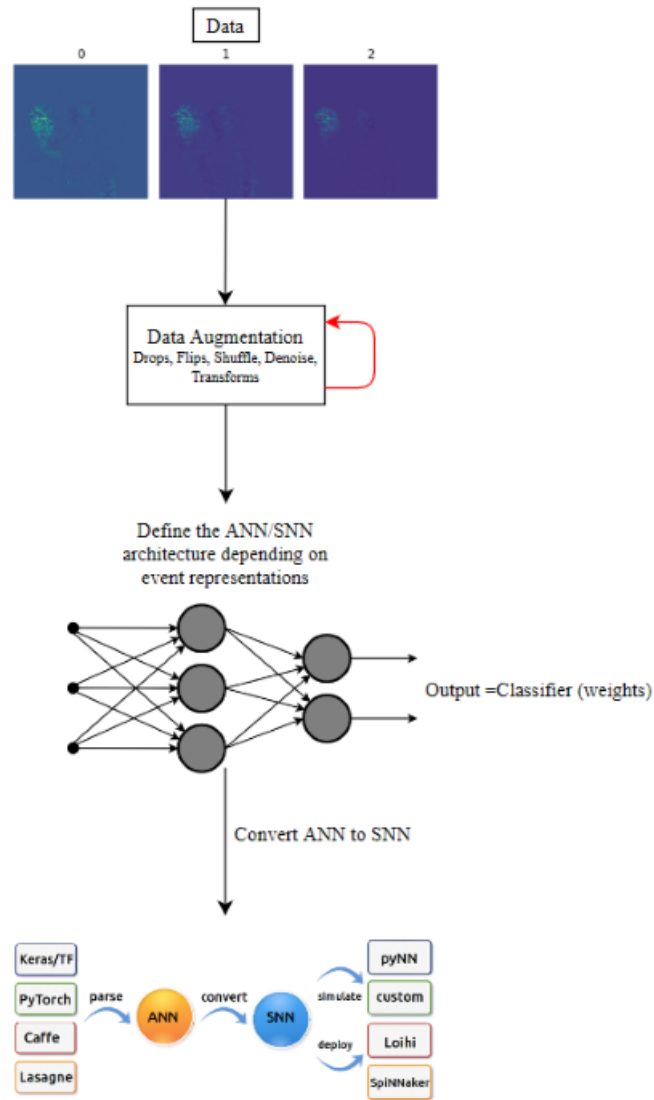 Data
0
1
2
Data Augmentation
Drops, Flips, Shuffle, Denoise,
Transforms
Define the ANN/SNN
architecture depending on
event representations
Output =Classifier (weights)
Convert ANN to SNN
Keras/TF
PyTorch
Caffe
Lasagne
parse
ANN
convert
SNN
simulate
deploy
pyNN
custom
Loihi
SpiNNaker